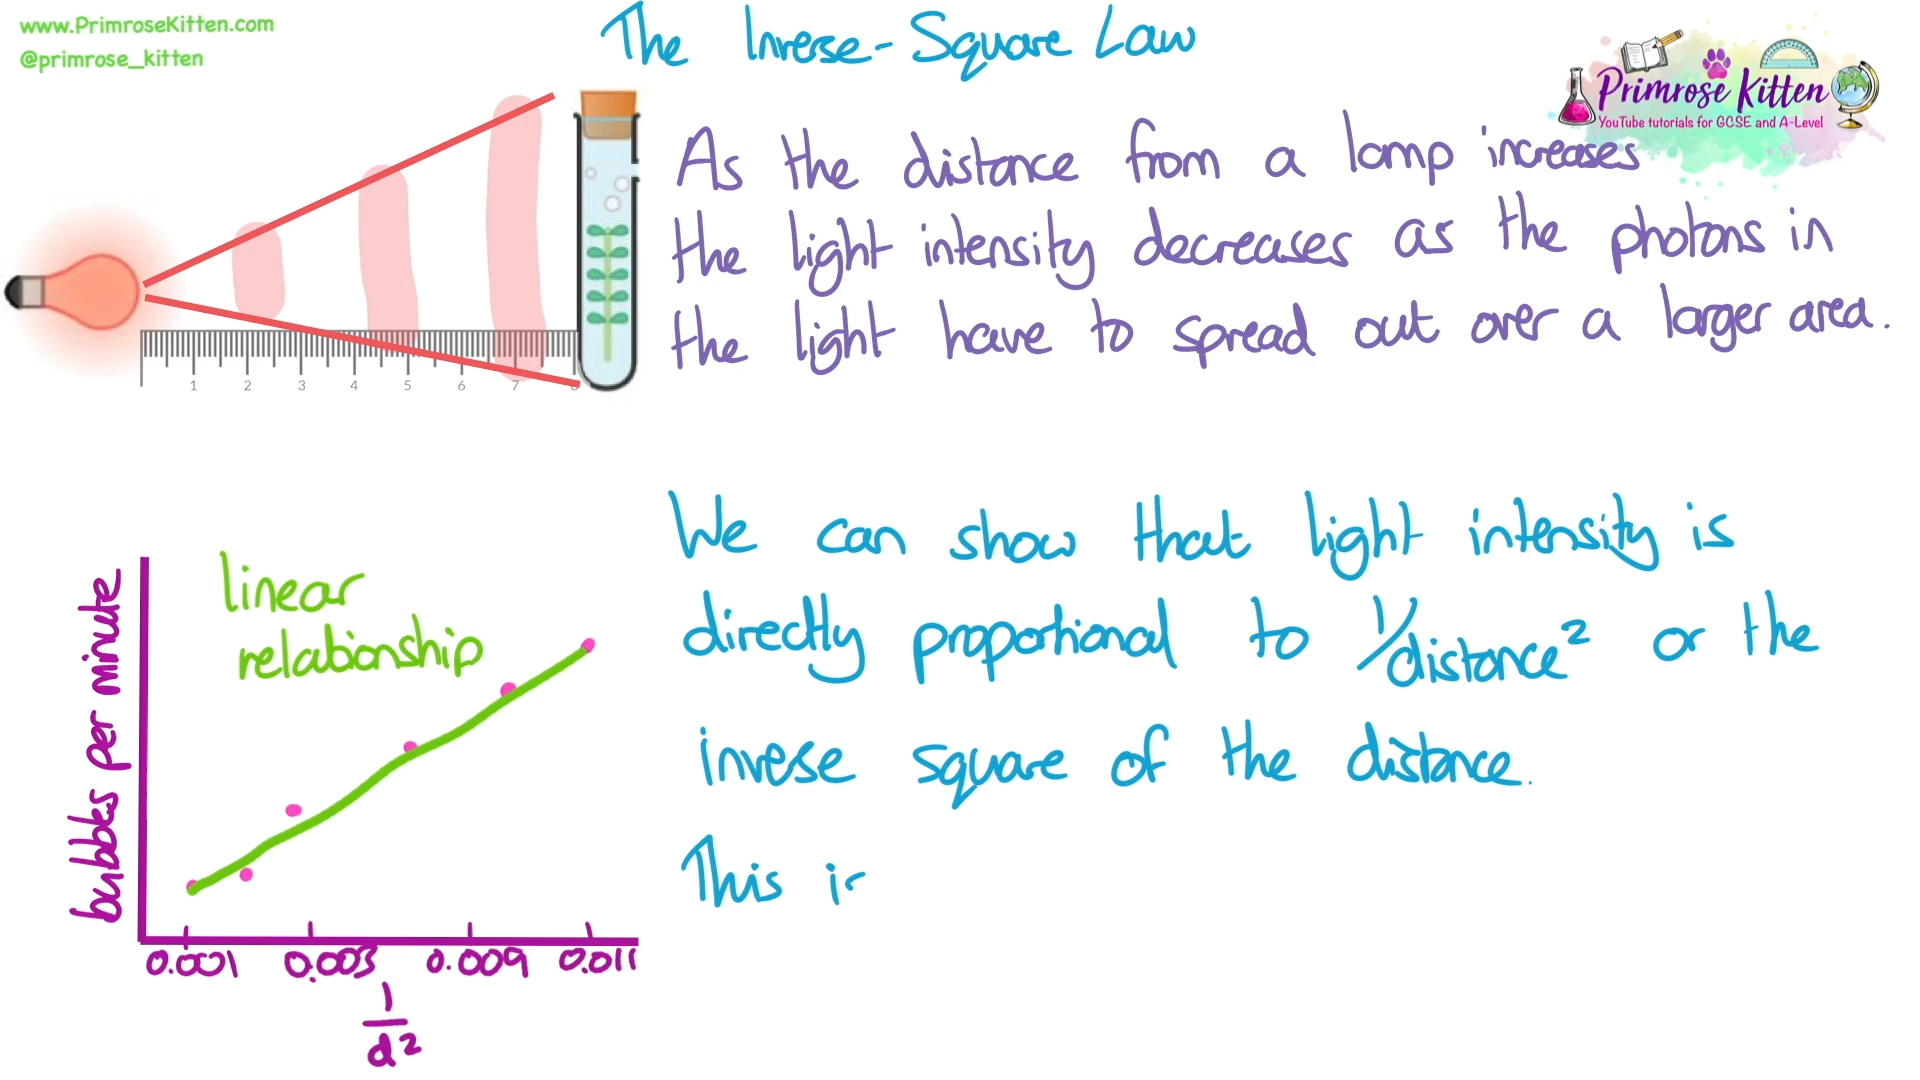 www.PrimroseKitten.com
@primrose_kitten
The Inverse-Square Law
Primrose Kitten
YouTube tutorials for GCSE and A-Level
As the distance from a lamp increases
the light intensity decreases as the photons in
the light have to spread out over a larger area.
1 2 3 4 5 6 7 8
We can show that light intensity is
directly proportional to 1/distance² or the
invese square of the distance.
This is
linear
relationship
bubbles per minute
0.001 0.003 0.009 0.011
1
d²